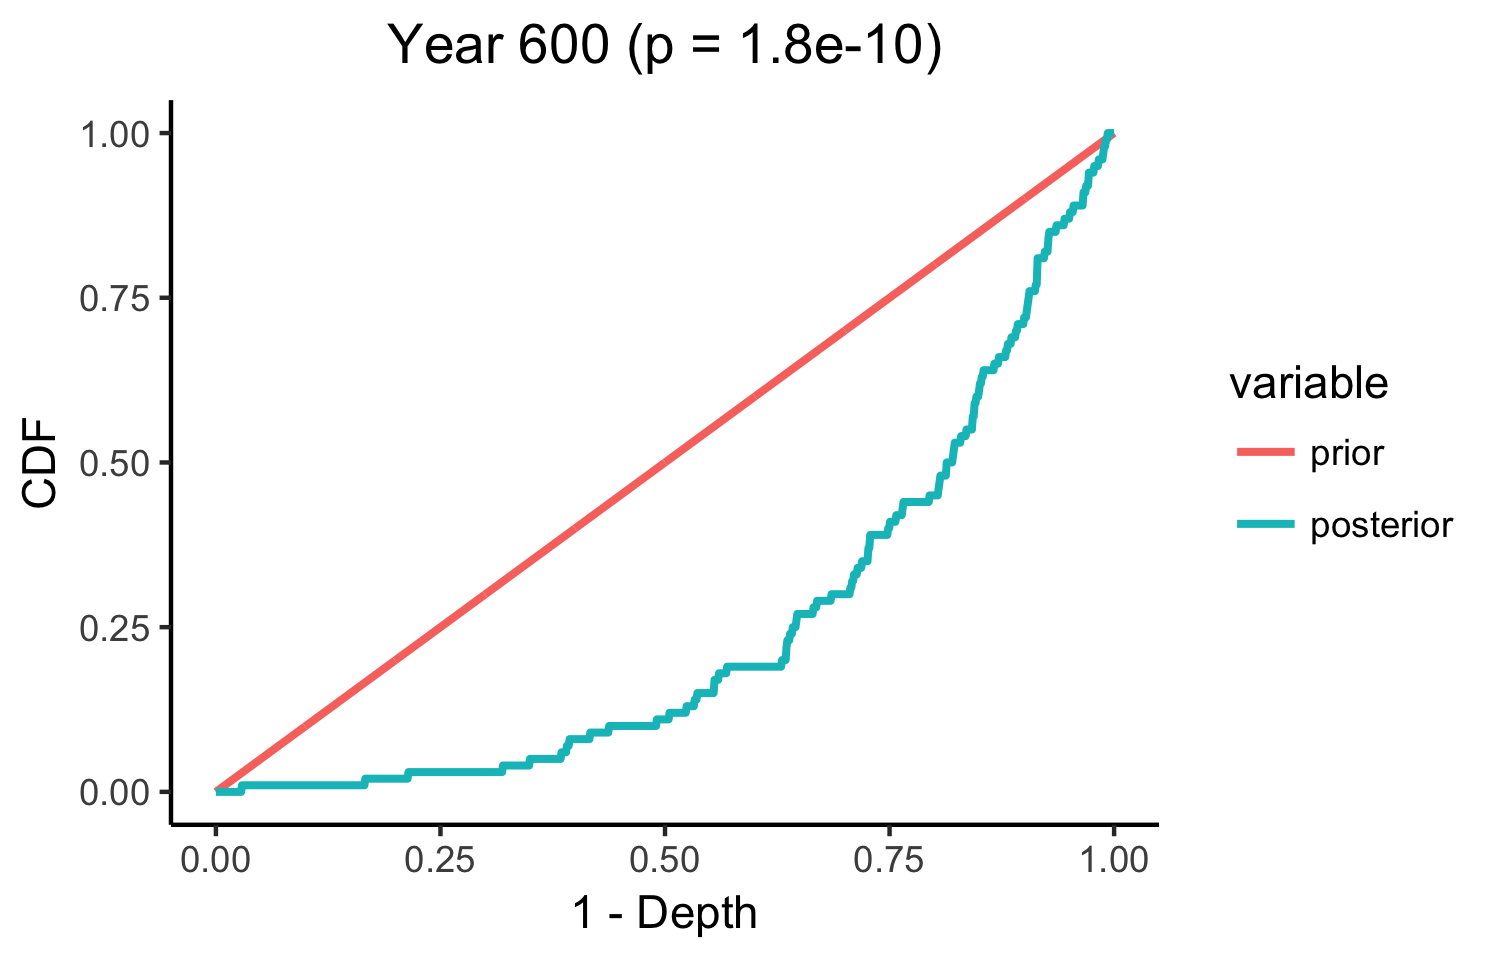 Year 600 (p = 1.8e-10)
CDF
1.00
0.75
0.50
0.25
0.00
0.00 0.25 0.50 0.75 1.00
1 - Depth
variable
prior
posterior